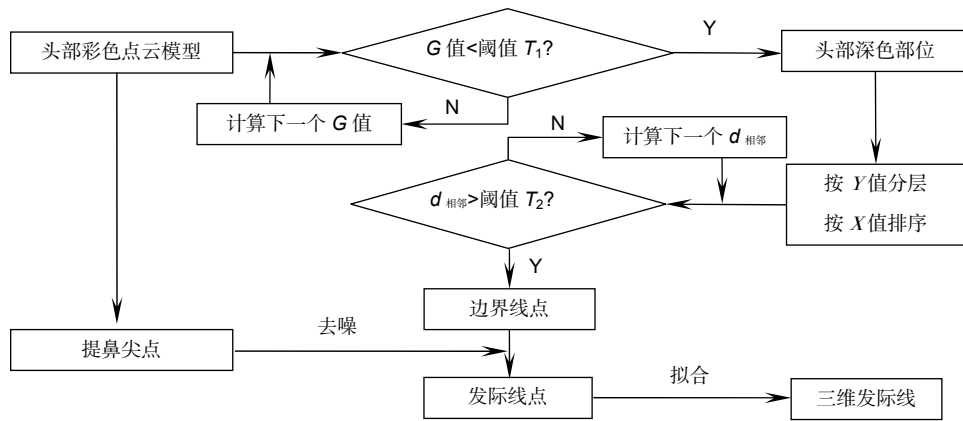 头部彩色点云模型
G 值<阈值 T1?
Y
头部深色部位
N
计算下一个 G 值
N
计算下一个 d 相邻
d 相邻>阈值 T2?
按 Y值分层
按 X值排序
Y
边界线点
去噪
提鼻尖点
发际线点
拟合
三维发际线